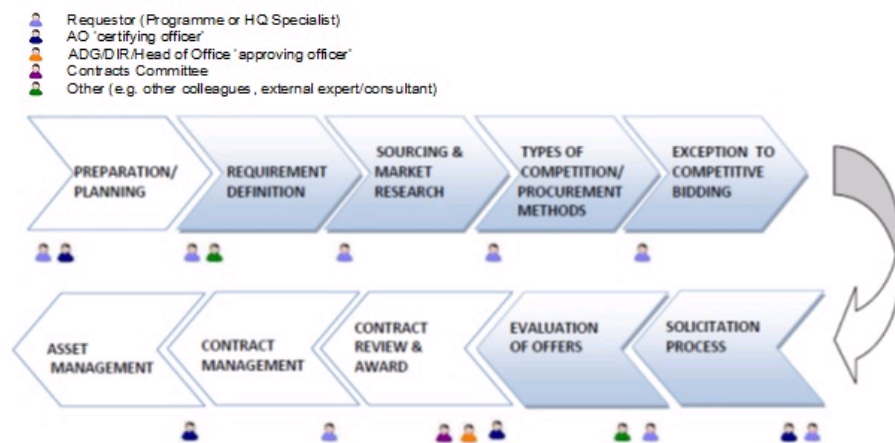 Requestor (Programme or HQ Specialist)
AO 'certifying officer'
ADG/DIR/Head of Office 'approving officer'
Contracts Committee
Other (e.g. other colleagues, external expert/consultant)
PREPARATION/
PLANNING
REQUIREMENT
DEFINITION
SOURCING &
MARKET
RESEARCH
TYPES OF
COMPETITION/
PROCUREMENT
METHODS
EXCEPTION TO
COMPETITIVE
BIDDING
ASSET
MANAGEMENT
CONTRACT
MANAGEMENT
CONTRACT
REVIEW &
AWARD
EVALUATION
OF OFFERS
SOLICITATION
PROCESS